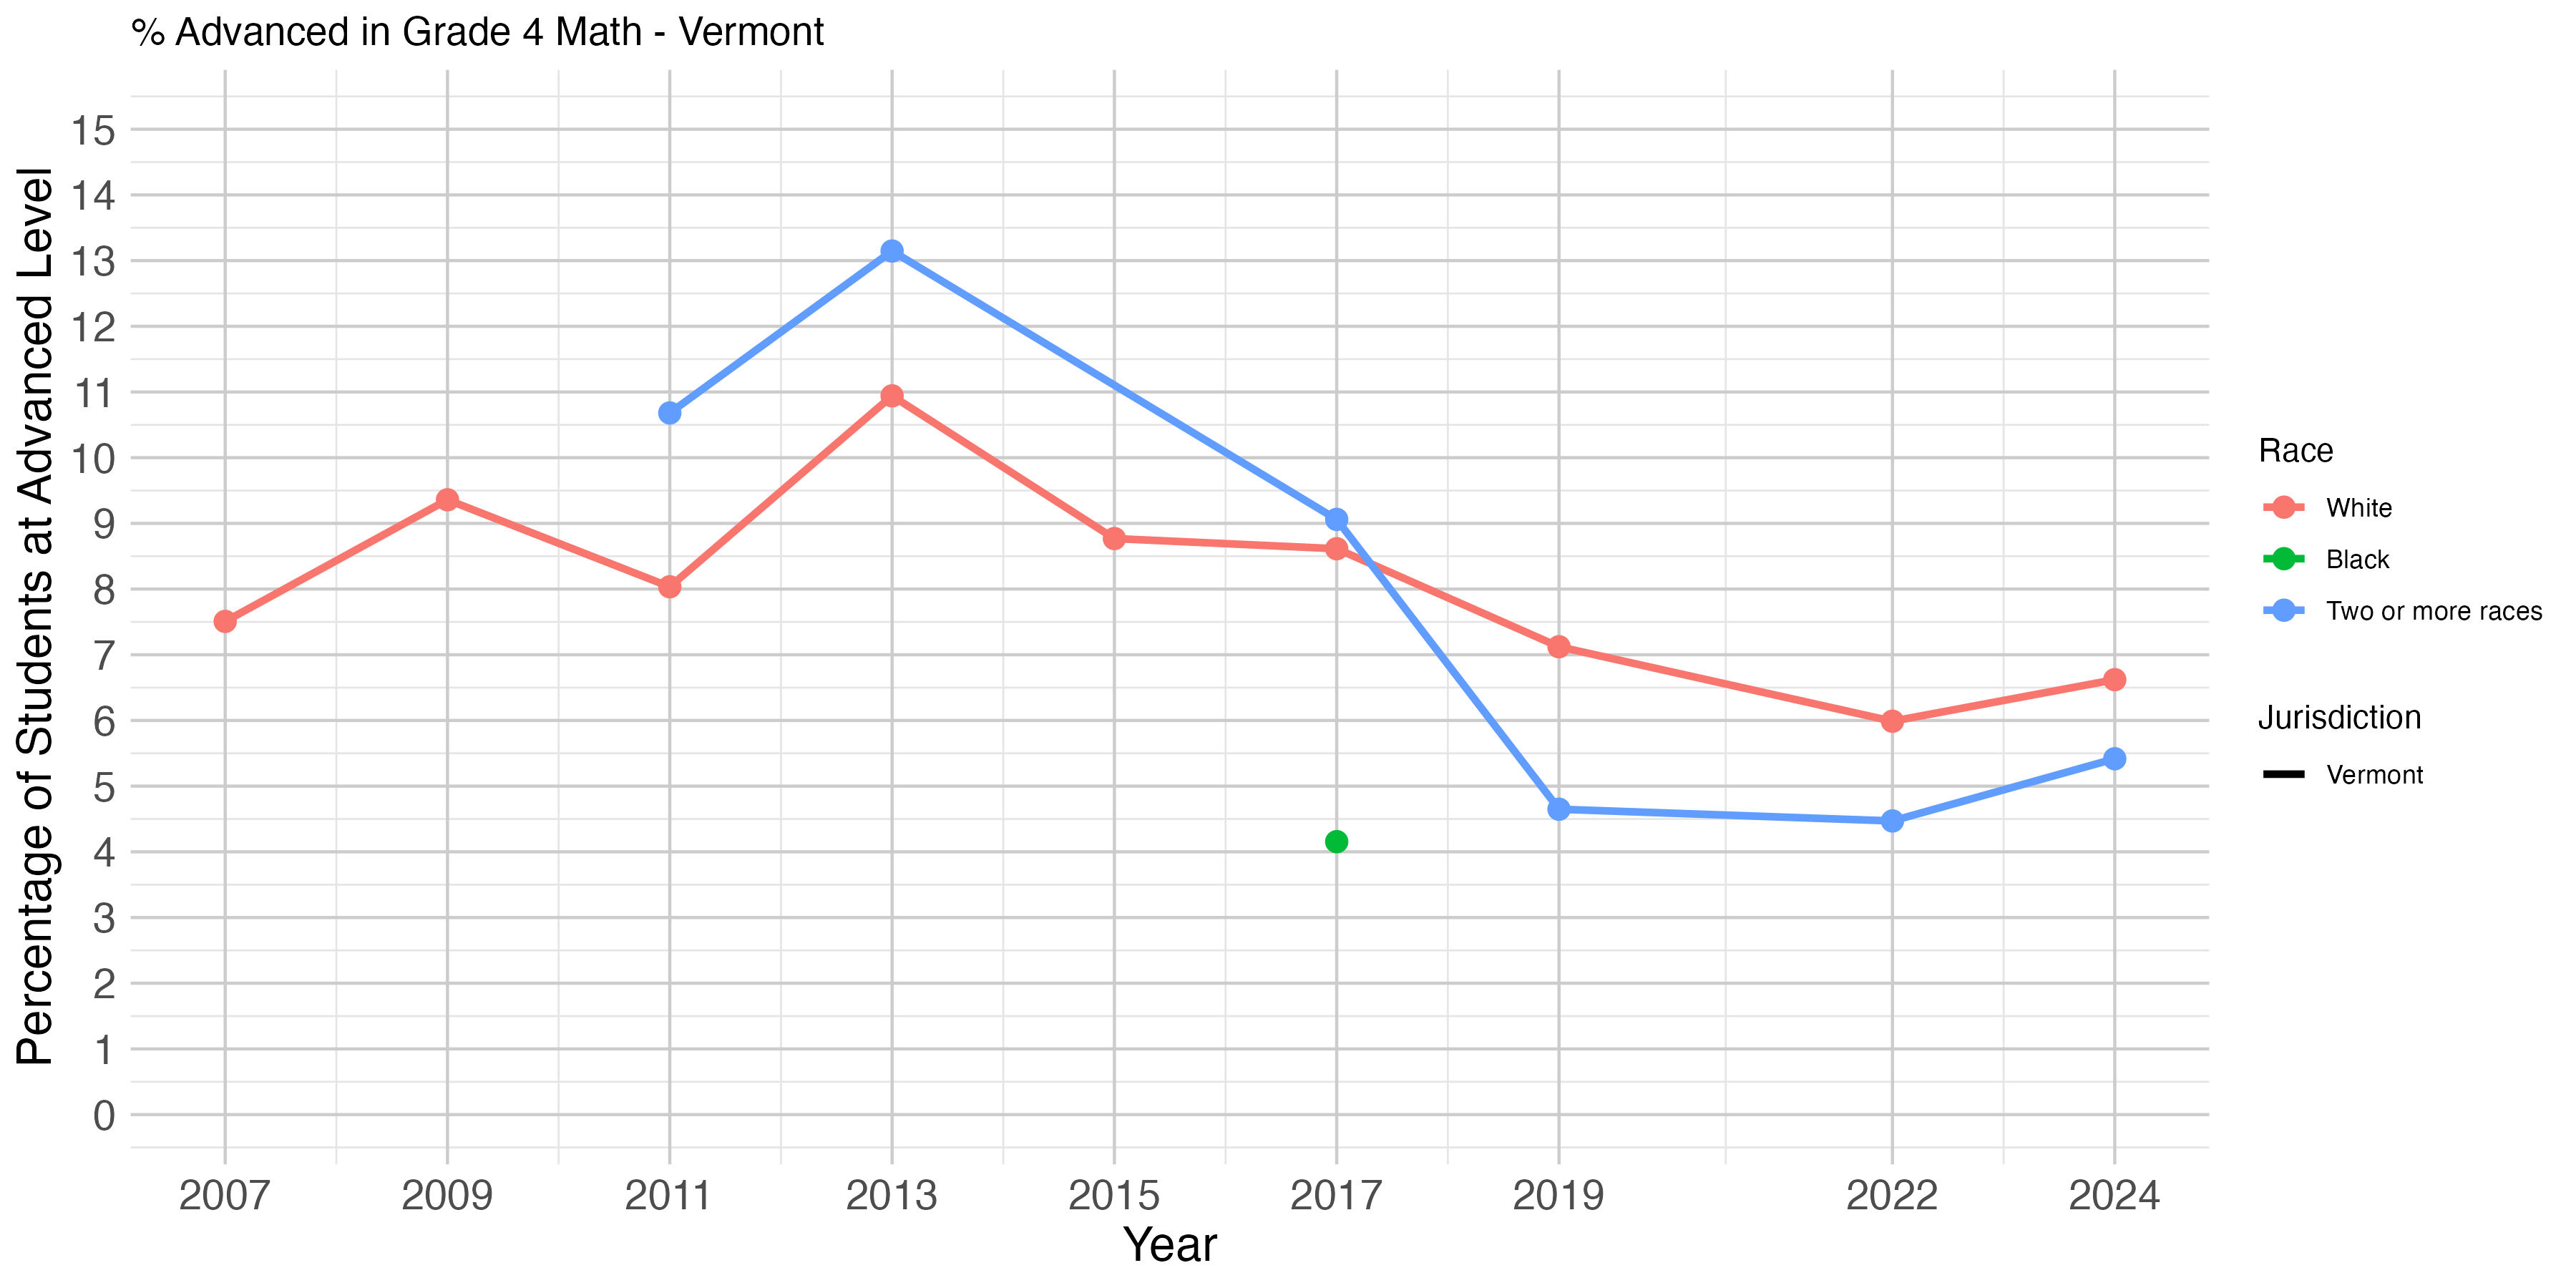 % Advanced in Grade 4 Math - Vermont
Percentage of Students at Advanced Level
15
14
13
12
11
10
9
8
7
6
5
4
3
2
1
0
2007 2009 2011 2013 2015 2017 2019 2022 2024
Year
Race
White
Black
Two or more races
Jurisdiction
Vermont